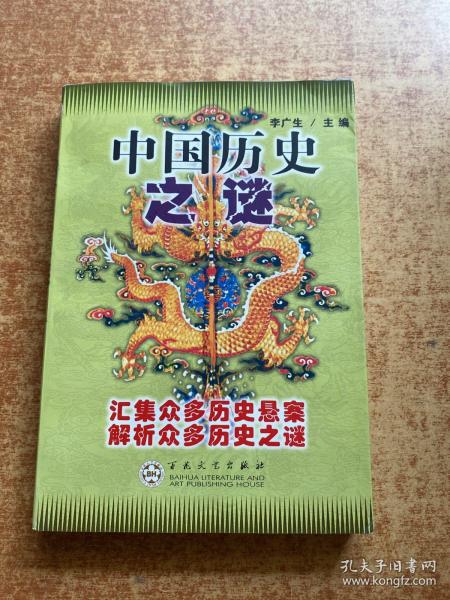 李广生 / 主编
中国历史
之谜
汇集众多历史悬案
解析众多历史之谜
BH
百花文艺出版社
BAIHUA LITERATURE AND
ART PUBLISHING HOUSE
孔夫子旧书网
www.kongfz.com